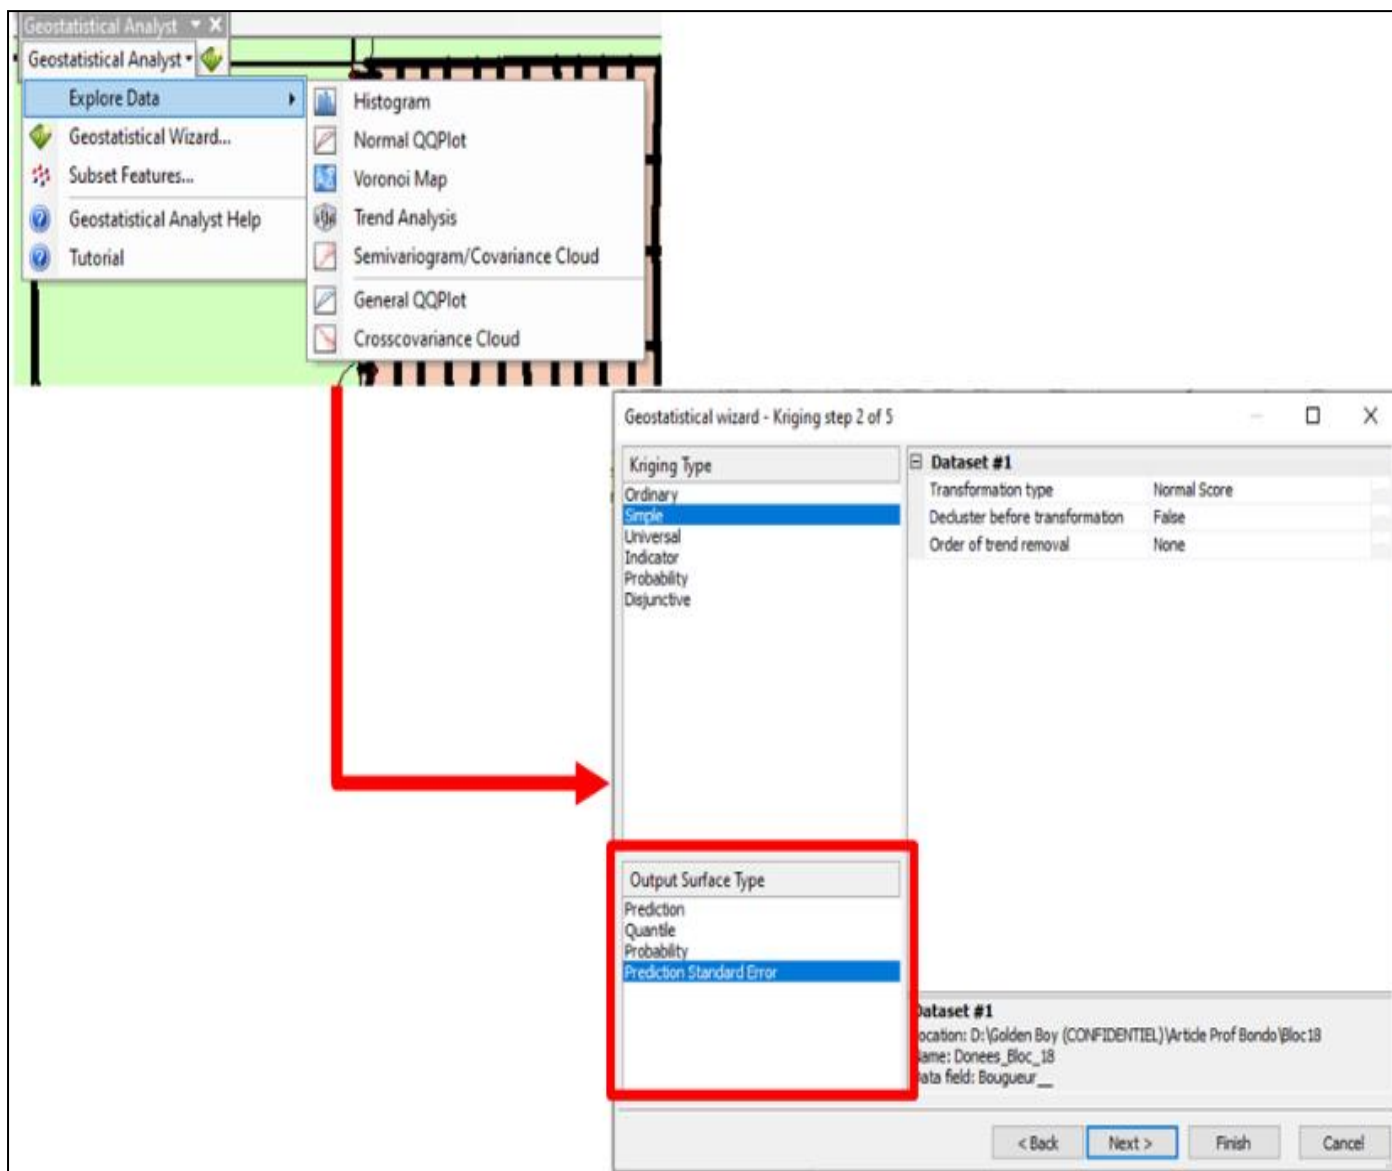 Geostatistical Analyst
Geostatistical Analyst
Explore Data
Geostatistical Wizard...
Subset Features...
Geostatistical Analyst Help
Tutorial
Histogram
Normal QQPlot
Voronoi Map
Trend Analysis
Semivariogram/Covariance Cloud
General QQPlot
Crosscovariance Cloud
Geostatistical wizard - Kriging step 2 of 5
Kriging Type
Ordinary
Simple
Universal
Indicator
Probability
Disjunctive
Dataset #1
Transformation type Normal Score
Decluster before transformation False
Order of trend removal None
Output Surface Type
Prediction
Quantile
Probability
Prediction Standard Error
Dataset #1
ocation: D:\Golden Boy (CONFIDENTIEL)\Article Prof Bondo\Bloc18
Name: Donees_Bloc_18
Data field: Bougueur__
< Back Next > Finish Cancel